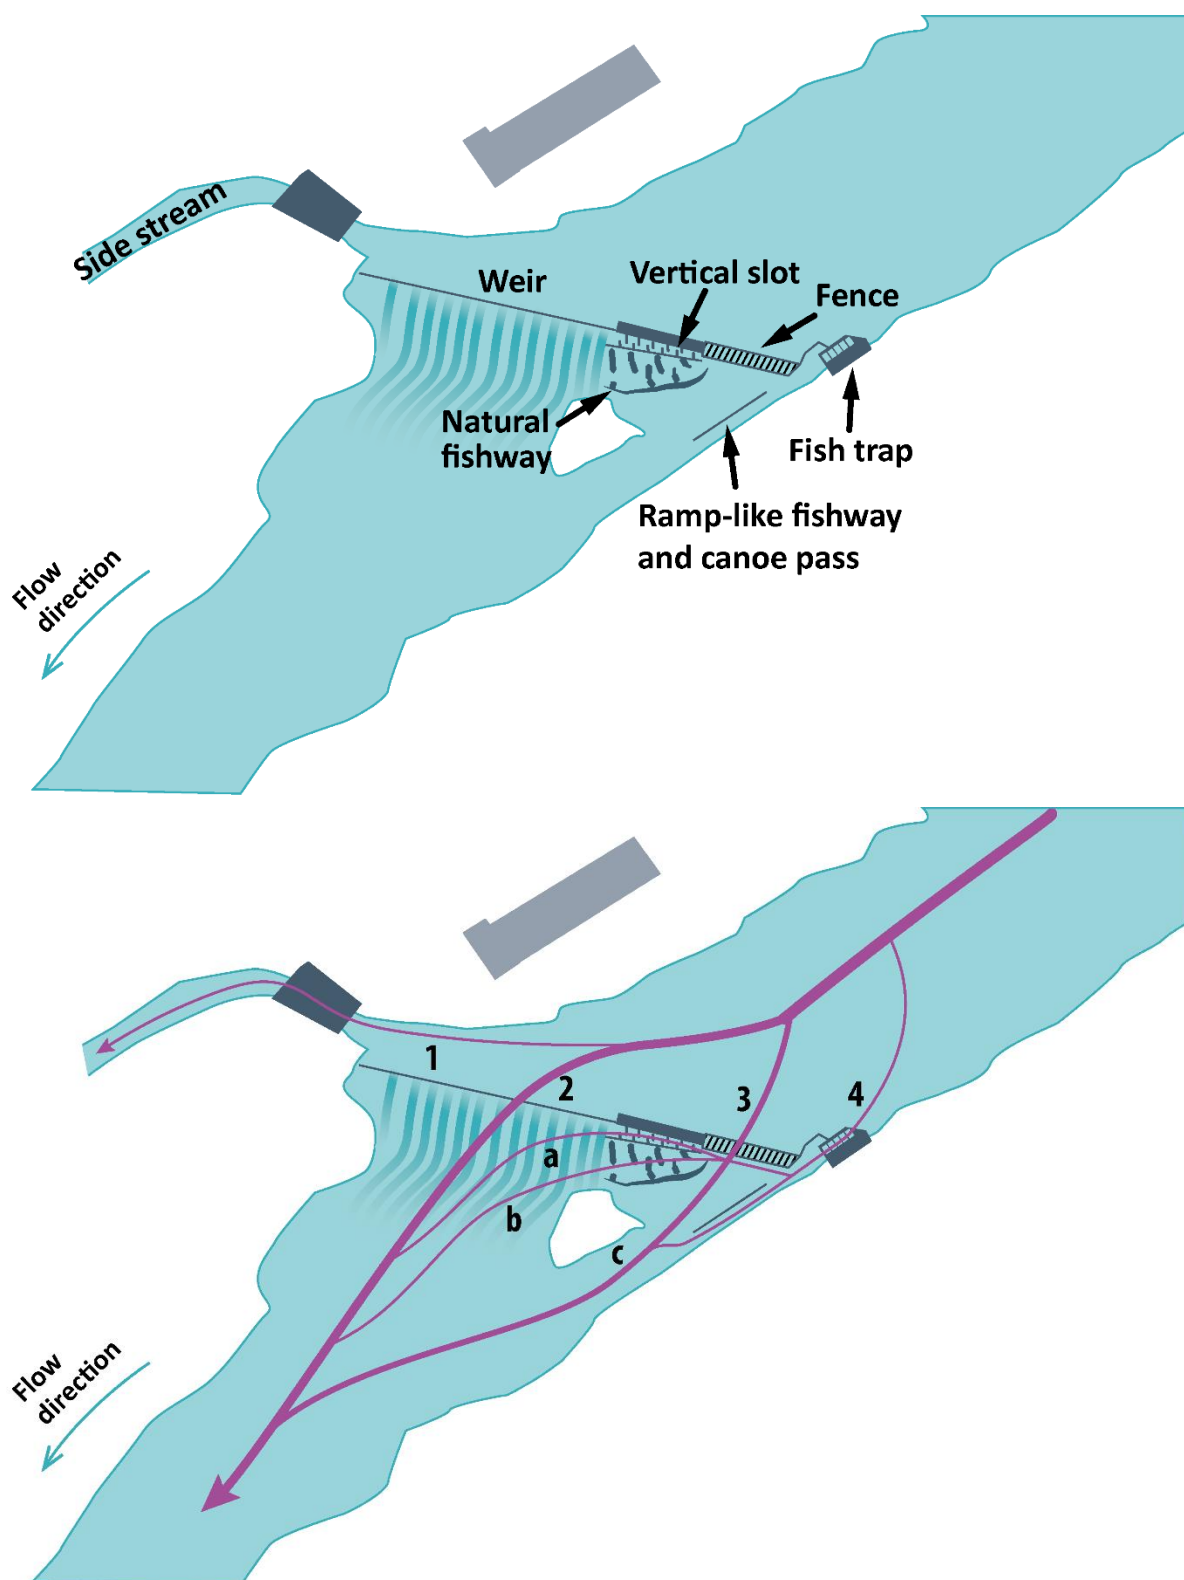 Side stream
Weir
Vertical slot
Fence
Natural
fishway
Fish trap
Ramp-like fishway
and canoe pass
Flow
direction
1
2
3
4
a
b
c
Flow
direction